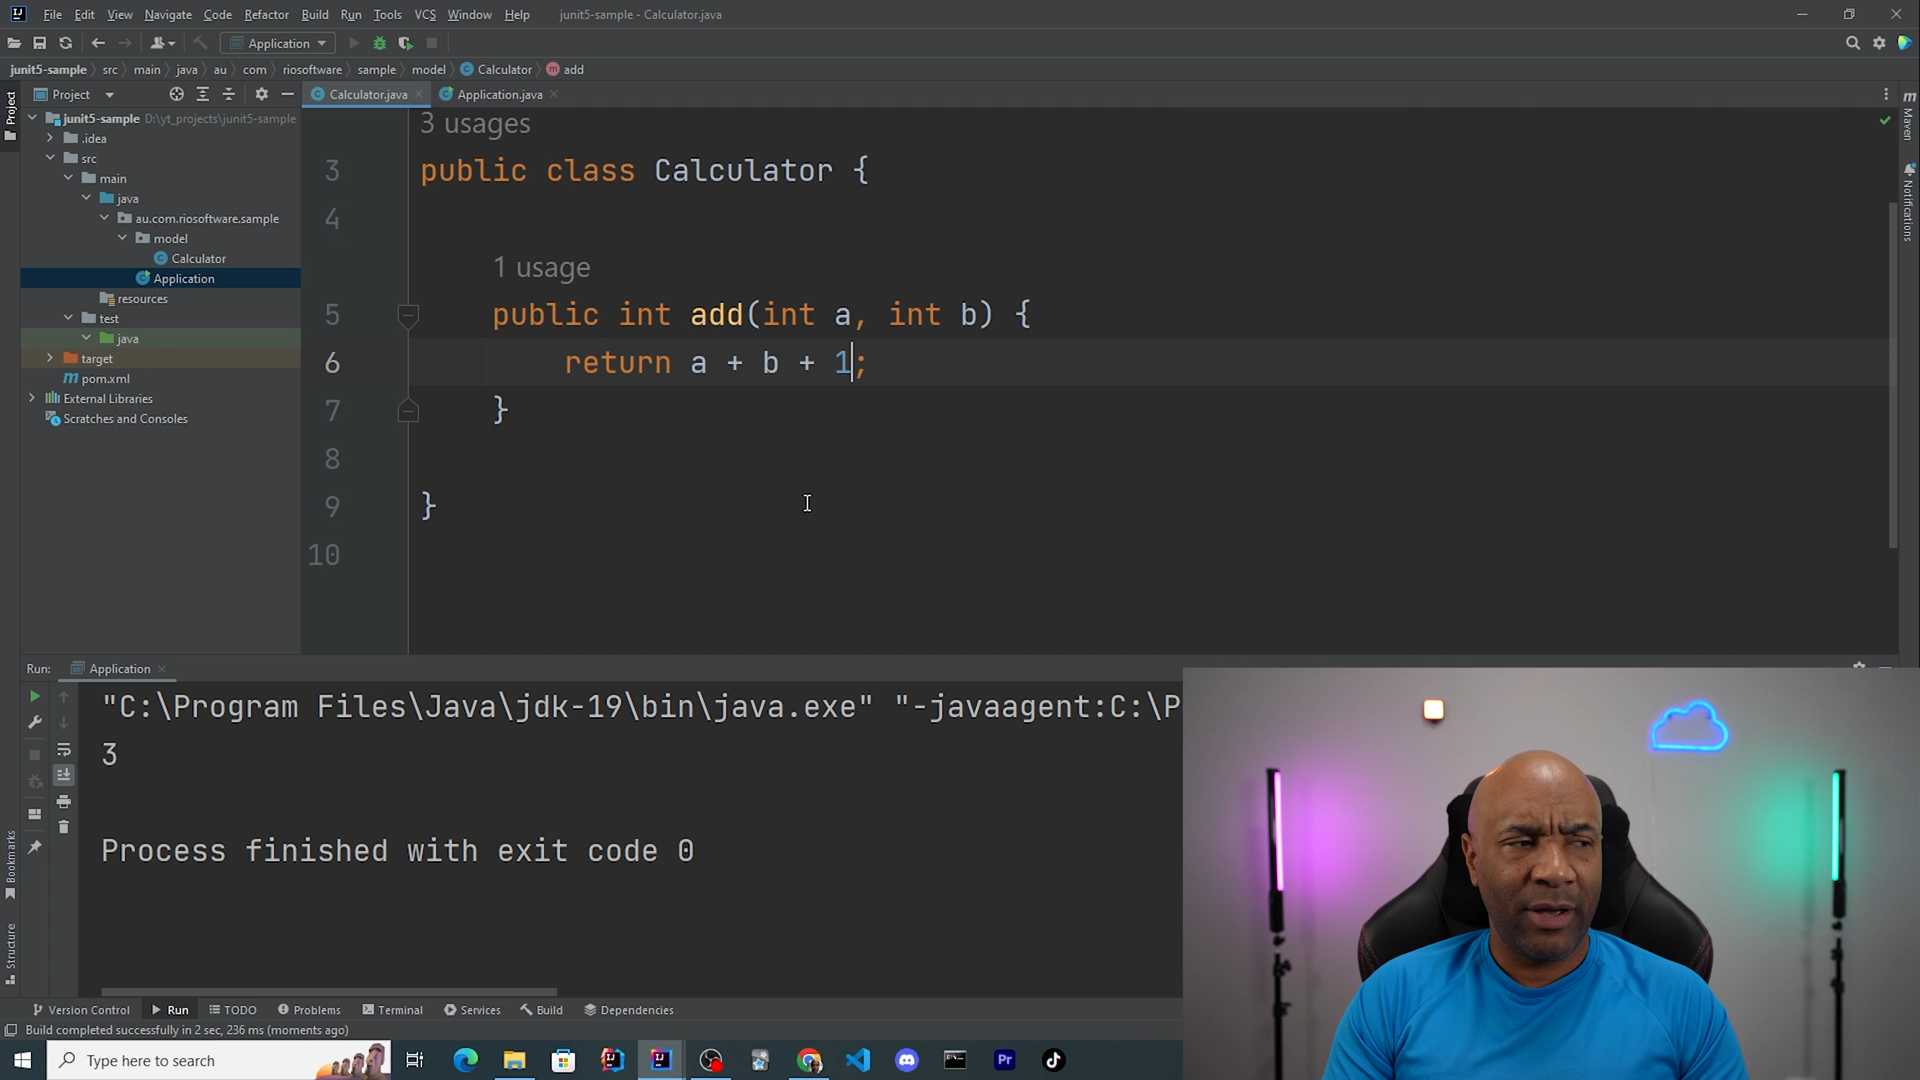 File Edit View Navigate Code Refactor Build Run Tools VCS Window Help junit5-sample - Calculator.java
Application
junit5-sample src main java au com riosoftware sample model Calculator m add
Project
Calculator.java Application.java
Project
junit5-sample D:\yt_projects\junit5-sample
.idea
src
main
java
au.com.riosoftware.sample
model
Calculator
Application
resources
test
java
target
pom.xml
External Libraries
Scratches and Consoles
3 usages
3 public class Calculator {
4
1 usage
5 public int add(int a, int b) {
6 return a + b + 1;
7 }
8
9 }
10
Maven
Notifications
Run: Application
"C:\Program Files\Java\jdk-19\bin\java.exe" "-javaagent:C:\P
3
Process finished with exit code 0
Bookmarks
Structure
Version Control Run TODO Problems Terminal Services Build Dependencies
Build completed successfully in 2 sec, 236 ms (moments ago)
Type here to search